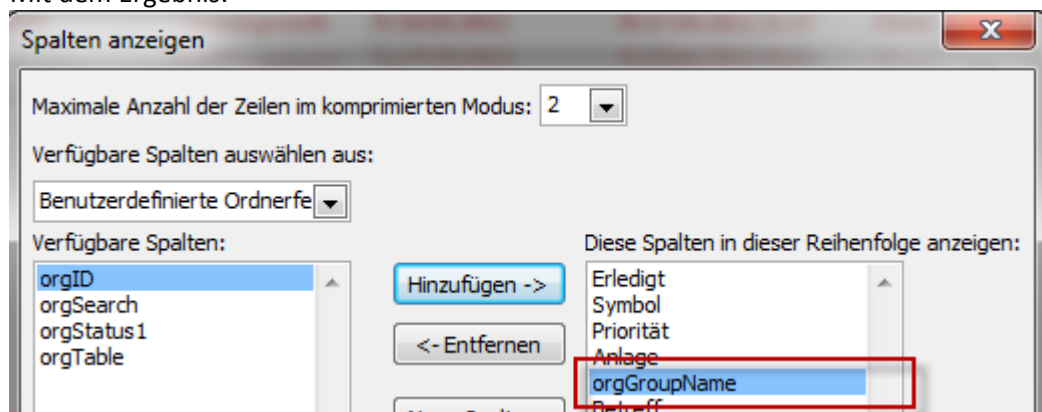 Mit dem Ergebnis:
Spalten anzeigen
Maximale Anzahl der Zeilen im komprimierten Modus: 2
Verfügbare Spalten auswählen aus:
Benutzerdefinierte Ordnerfe
Verfügbare Spalten:
orgID
orgSearch
orgStatus1
orgTable
Hinzufügen ->
<- Entfernen
Diese Spalten in dieser Reihenfolge anzeigen:
Erledigt
Symbol
Priorität
Anlage
orgGroupName
Betreff